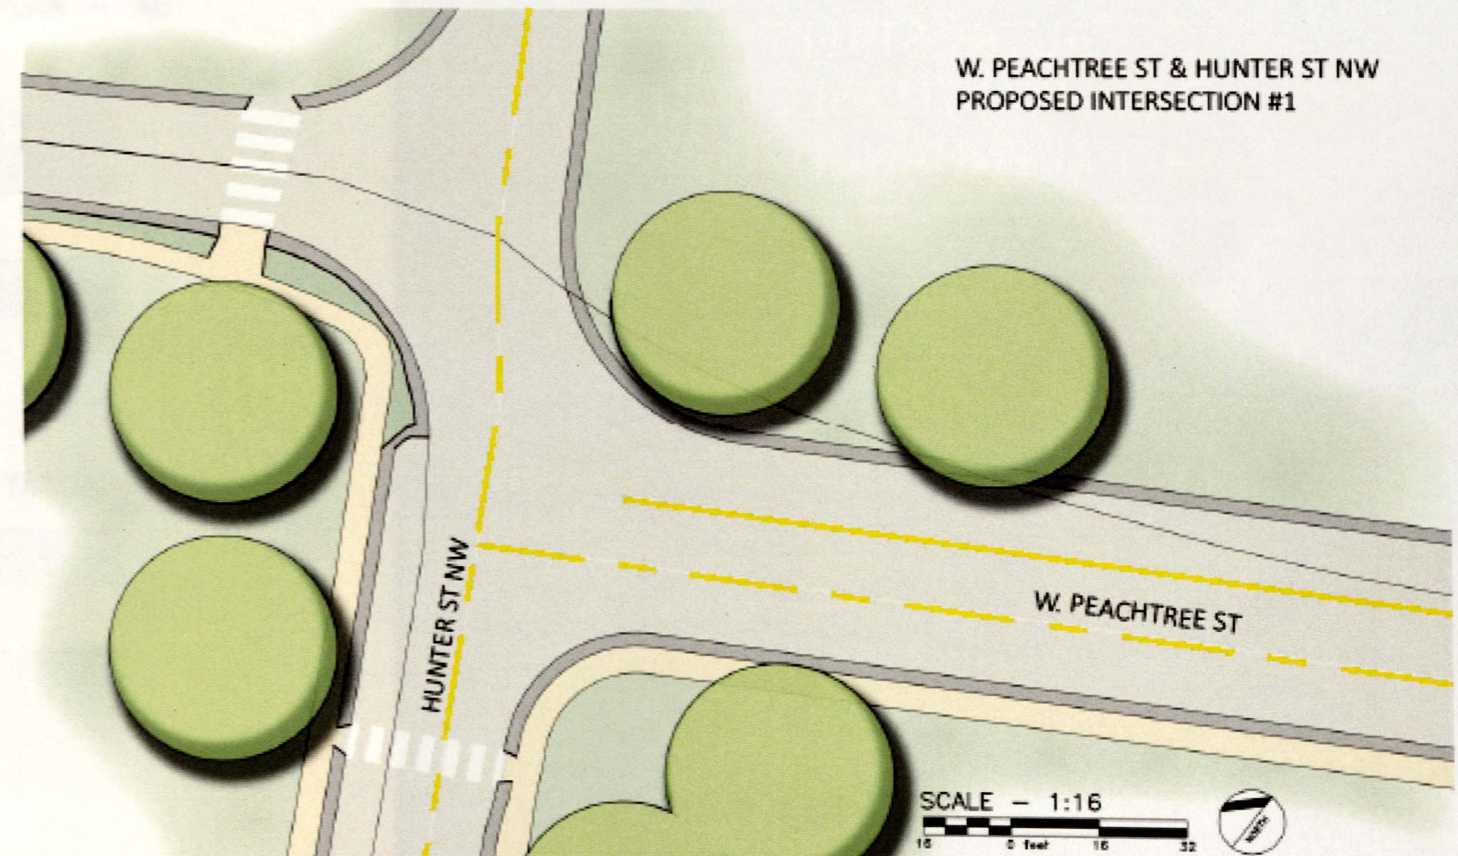 W. PEACHTREE ST & HUNTER ST NW
PROPOSED INTERSECTION #1
HUNTER ST NW
W. PEACHTREE ST
SCALE - 1:16
16 0 feet 16 32
NORTH